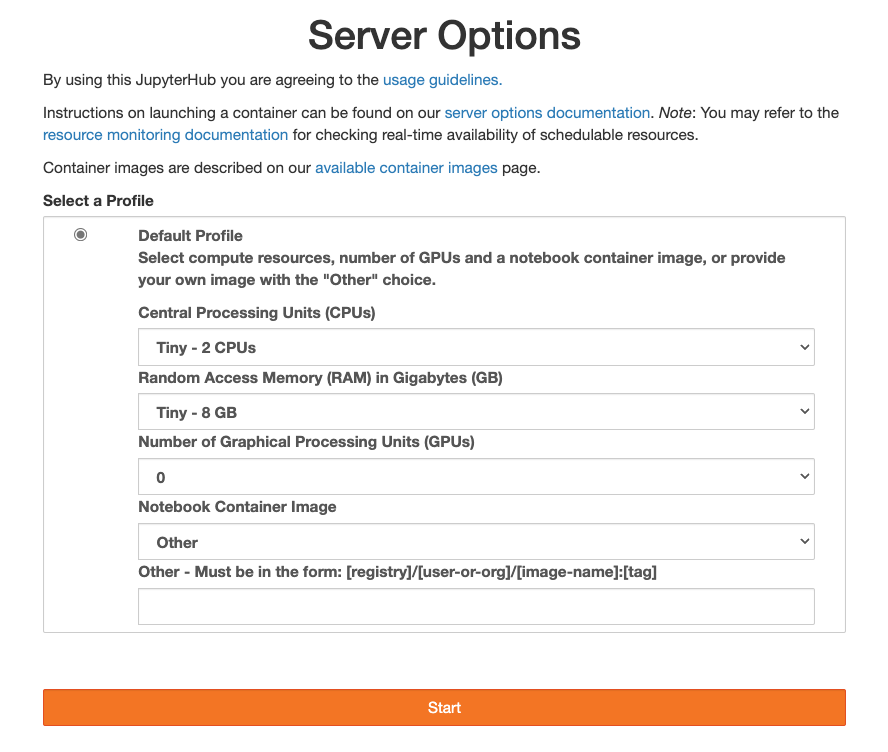 Server Options
By using this JupyterHub you are agreeing to the usage guidelines.
Instructions on launching a container can be found on our server options documentation. Note: You may refer to the
resource monitoring documentation for checking real-time availability of schedulable resources.
Container images are described on our available container images page.
Select a Profile
Default Profile
Select compute resources, number of GPUs and a notebook container image, or provide
your own image with the "Other" choice.
Central Processing Units (CPUs)
Tiny - 2 CPUs
Random Access Memory (RAM) in Gigabytes (GB)
Tiny - 8 GB
Number of Graphical Processing Units (GPUs)
0
Notebook Container Image
Other
Other - Must be in the form: [registry]/[user-or-org]/[image-name]:[tag]
Start